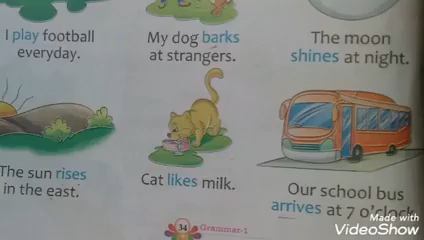 I play football
everyday.
My dog barks
at strangers.
The moon
shines at night.
The sun rises
in the east.
Cat likes milk.
Our school bus
arrives at 7 o'clock
34
Grammar-1
Made with
VideoShow